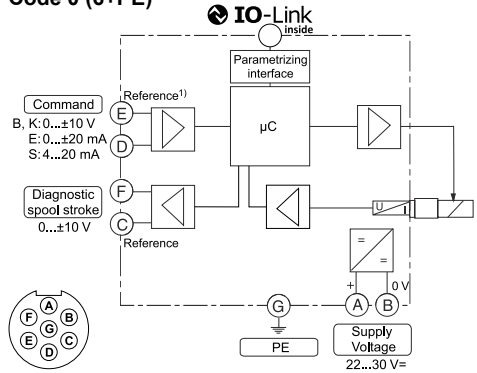 Code 0 (6+PE)
IO-Link
inside
Parametrizing
interface
Command
B, K: 0...±10 V
E: 0...±20 mA
S: 4...20 mA
Reference1)
E
D
µC
Diagnostic
spool stroke
0...±10 V
F
C
Reference
U
I
=
=
+
0 V
G
A
B
PE
Supply
Voltage
22...30 V=
A
F
B
G
E
C
D